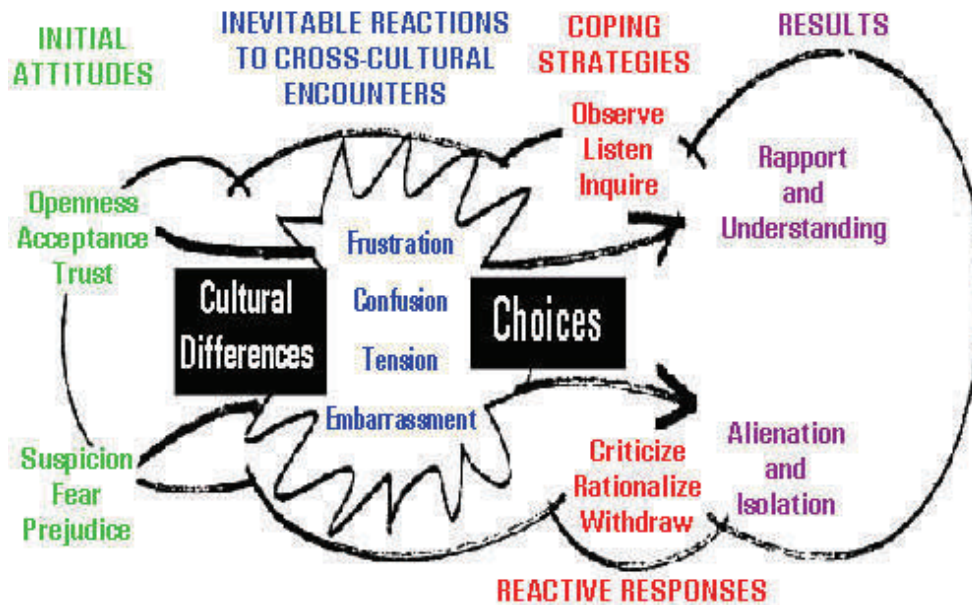 INITIAL
ATTITUDES
INEVITABLE REACTIONS
TO CROSS-CULTURAL
ENCOUNTERS
COPING
STRATEGIES
RESULTS
Openness
Acceptance
Trust
Suspicion
Fear
Prejudice
Cultural
Differences
Frustration
Confusion
Tension
Embarrassment
Choices
Observe
Listen
Inquire
Rapport
and
Understanding
Criticize
Rationalize
Withdraw
Alienation
and
Isolation
REACTIVE RESPONSES